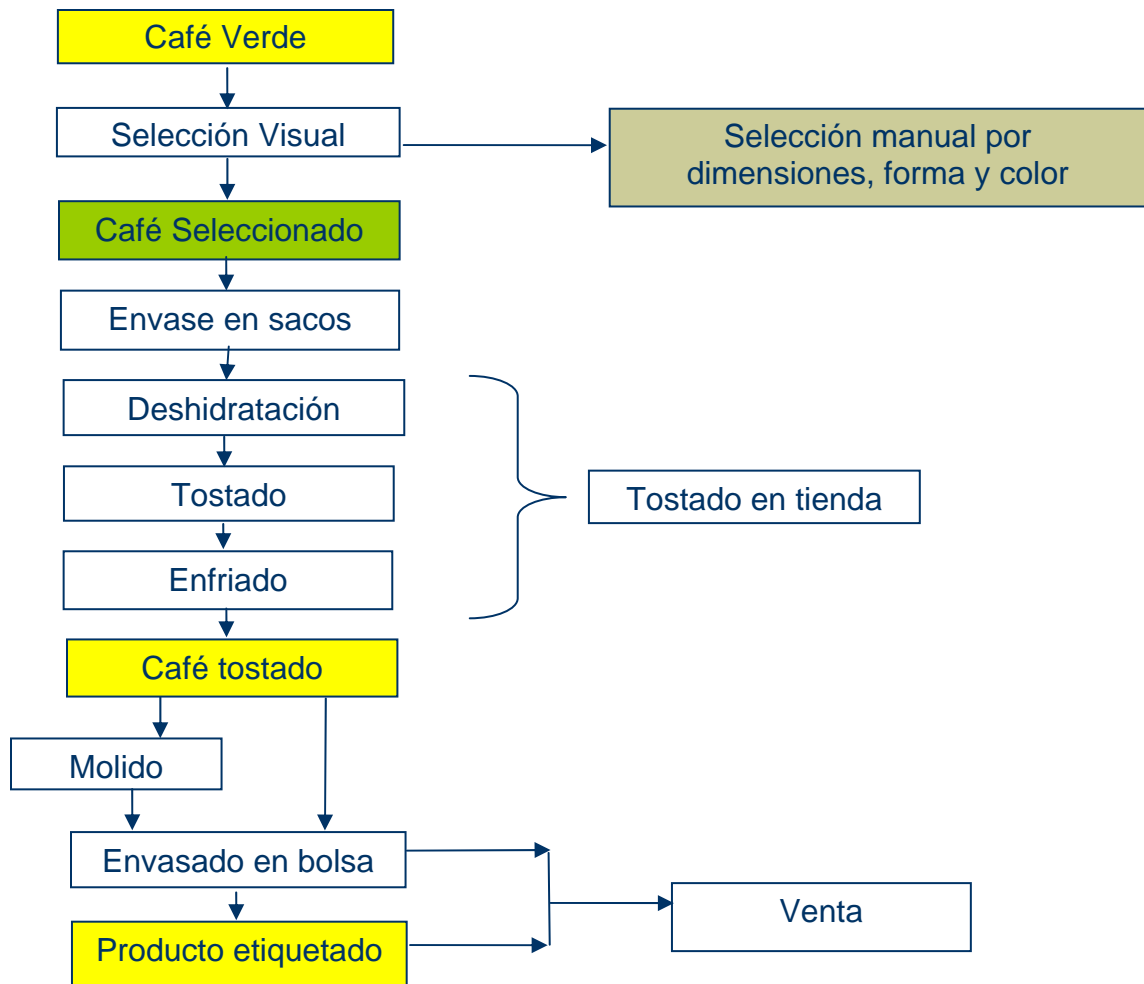 Café Verde
Selección Visual
Selección manual por
dimensiones, forma y color
Café Seleccionado
Envase en sacos
Deshidratación
Tostado
Tostado en tienda
Enfriado
Café tostado
Molido
Envasado en bolsa
Venta
Producto etiquetado